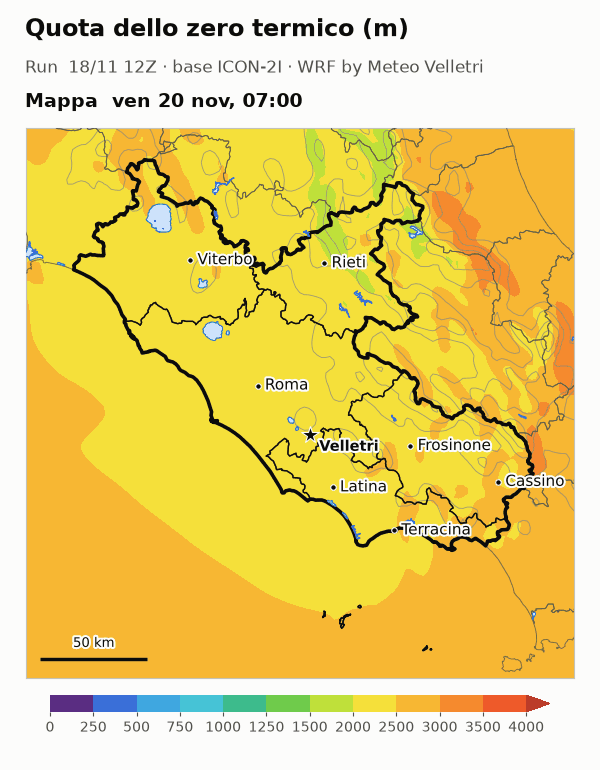 Quota dello zero termico (m)
Run  18/11 12Z · base ICON-2I · WRF by Meteo Velletri
Mappa  ven 20 nov, 07:00
Viterbo
Rieti
Roma
Velletri
Frosinone
Latina
Cassino
Terracina
50 km
0 250 500 750 1000 1250 1500 2000 2500 3000 3500 4000